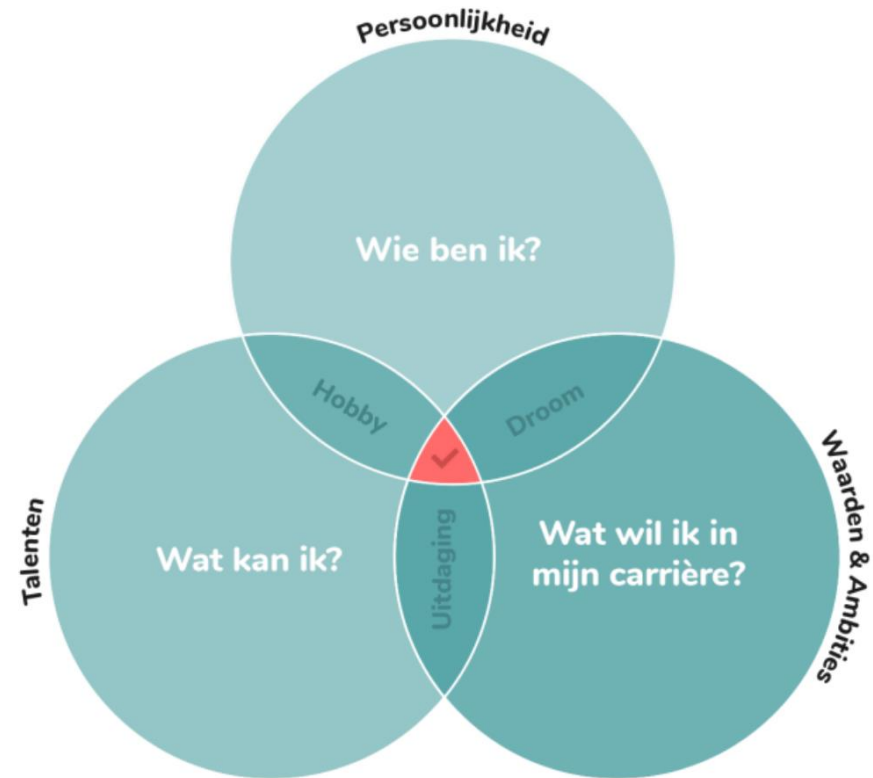 Persoonlijkheid
Wie ben ik?
Hobby
Droom
Talenten
Wat kan ik?
Uitdaging
Wat wil ik in
mijn carrière?
Waarden & Ambities